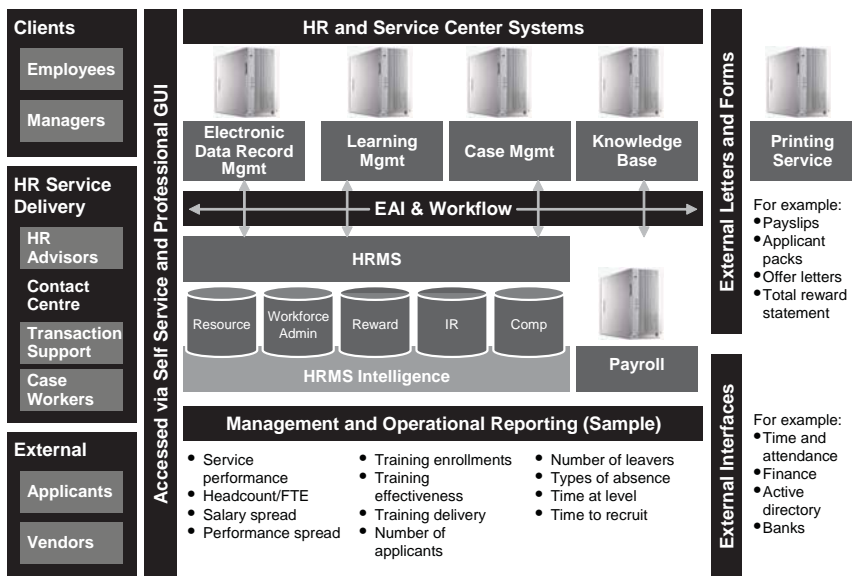 Clients
Employees
Managers
HR Service
Delivery
HR
Advisors
Contact
Centre
Transaction
Support
Case
Workers
External
Applicants
Vendors
Accessed via Self Service and Professional GUI
HR and Service Center Systems
Electronic
Data Record
Mgmt
Learning
Mgmt
Case Mgmt
Knowledge
Base
EAI & Workflow
HRMS
Resource
Workforce
Admin
Reward
IR
Comp
HRMS Intelligence
Payroll
Management and Operational Reporting (Sample)
• Service
performance
• Headcount/FTE
• Salary spread
• Performance spread
• Training enrollments
• Training
effectiveness
• Training delivery
• Number of
applicants
• Number of leavers
• Types of absence
• Time at level
• Time to recruit
External Letters and Forms
Printing
Service
For example:
• Payslips
• Applicant
packs
• Offer letters
• Total reward
statement
External Interfaces
For example:
• Time and
attendance
• Finance
• Active
directory
• Banks